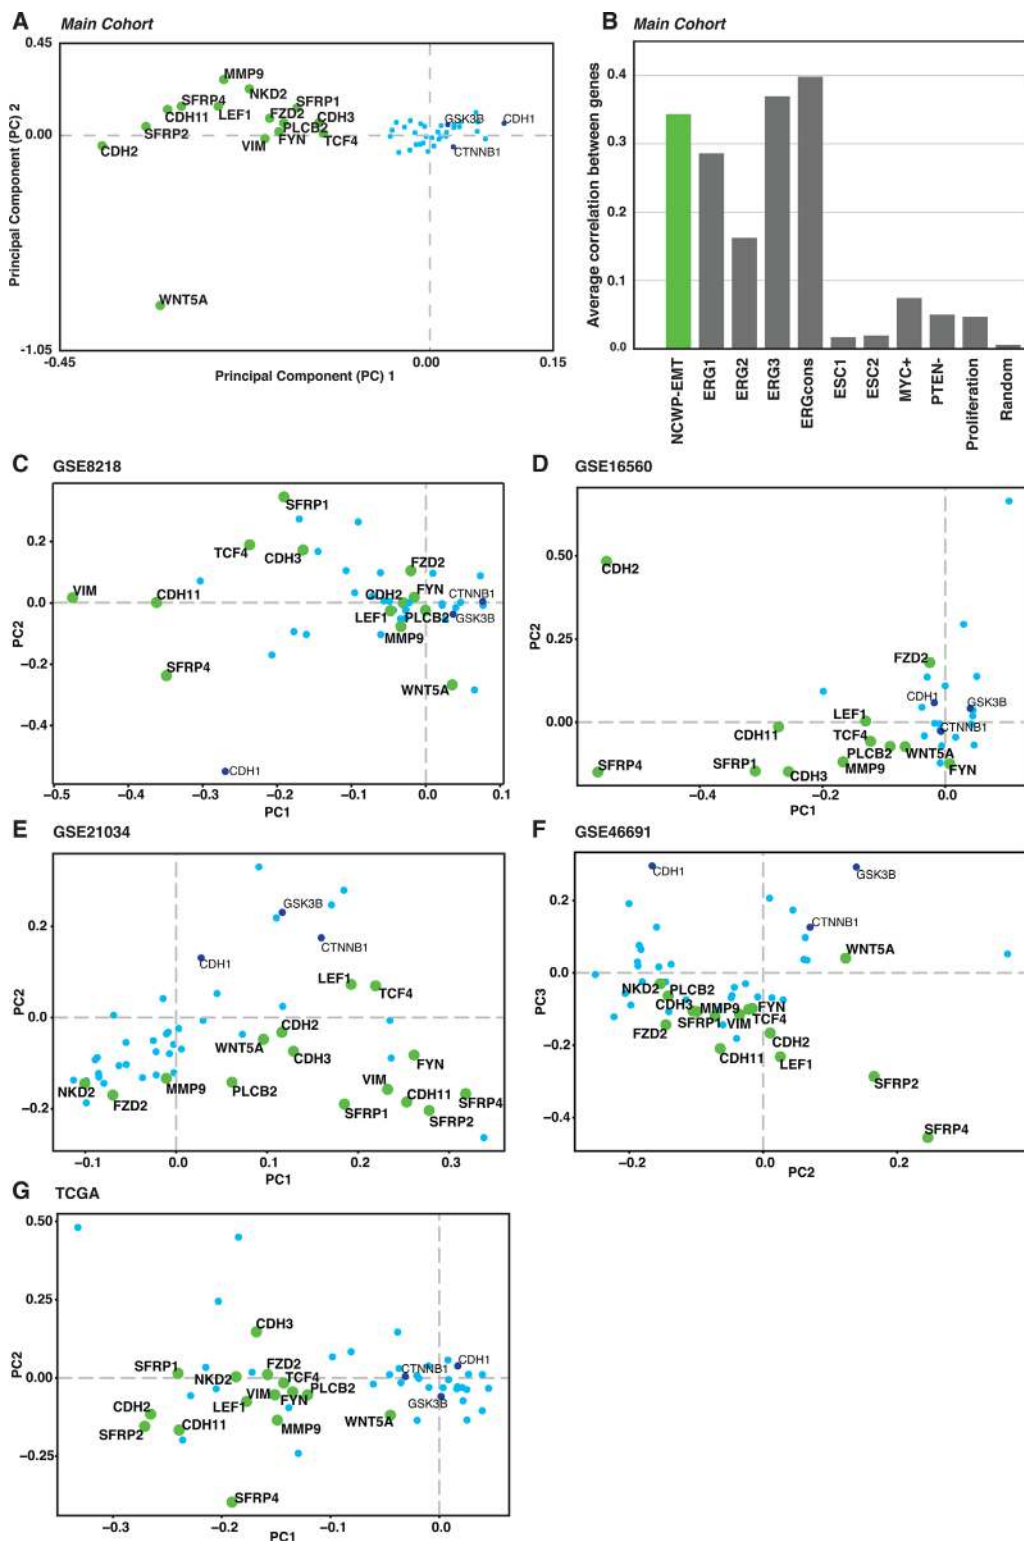 A Main Cohort
0.45
0.00
-1.05
-0.45
0.00
0.15
Principal Component (PC) 2
Principal Component (PC) 1
MMP9
NKD2
SFRP4
SFRP1
CDH11
LEF1
FZD2
CDH3
PLCB2
SFRP2
VIM
FYN
TCF4
CDH2
WNT5A
GSK3B
CDH1
CTNNB1
B Main Cohort
Average correlation between genes
0.4
0.3
0.2
0.1
0.0
NCWP-EMT
ERG1
ERG2
ERG3
ERGcons
ESC1
ESC2
MYC+
PTEN-
Proliferation
Random
C GSE8218
PC2
0.2
0.0
−0.2
−0.4
−0.5
−0.4
−0.3
−0.2
−0.1
0.0
0.1
PC1
SFRP1
TCF4
CDH3
FZD2
VIM
CDH11
CDH2
FYN
CTNNB1
LEF1
PLCB2
GSK3B
MMP9
SFRP4
WNT5A
CDH1
D GSE16560
PC2
0.50
0.25
0.00
−0.4
−0.2
0.0
PC1
CDH2
FZD2
CDH1
GSK3B
LEF1
CDH11
TCF4
CTNNB1
PLCB2
WNT5A
SFRP4
SFRP1
CDH3
MMP9
FYN
E GSE21034
PC2
0.2
0.0
−0.2
−0.1
0.0
0.1
0.2
0.3
PC1
GSK3B
CTNNB1
CDH1
LEF1
TCF4
CDH2
WNT5A
CDH3
FYN
NKD2
MMP9
PLCB2
VIM
FZD2
CDH11
SFRP4
SFRP1
SFRP2
F GSE46691
PC3
0.2
0.0
−0.2
−0.4
−0.2
0.0
0.2
PC2
CDH1
GSK3B
CTNNB1
WNT5A
NKD2
PLCB2
CDH3
MMP9
FYN
SFRP1
VIM
TCF4
FZD2
CDH2
CDH11
LEF1
SFRP2
SFRP4
G TCGA
PC2
0.50
0.25
0.00
−0.25
−0.3
−0.2
−0.1
0.0
PC1
CDH3
SFRP1
FZD2
CTNNB1
CDH1
NKD2
TCF4
VIM
PLCB2
CDH2
LEF1
FYN
GSK3B
SFRP2
CDH11
MMP9
WNT5A
SFRP4